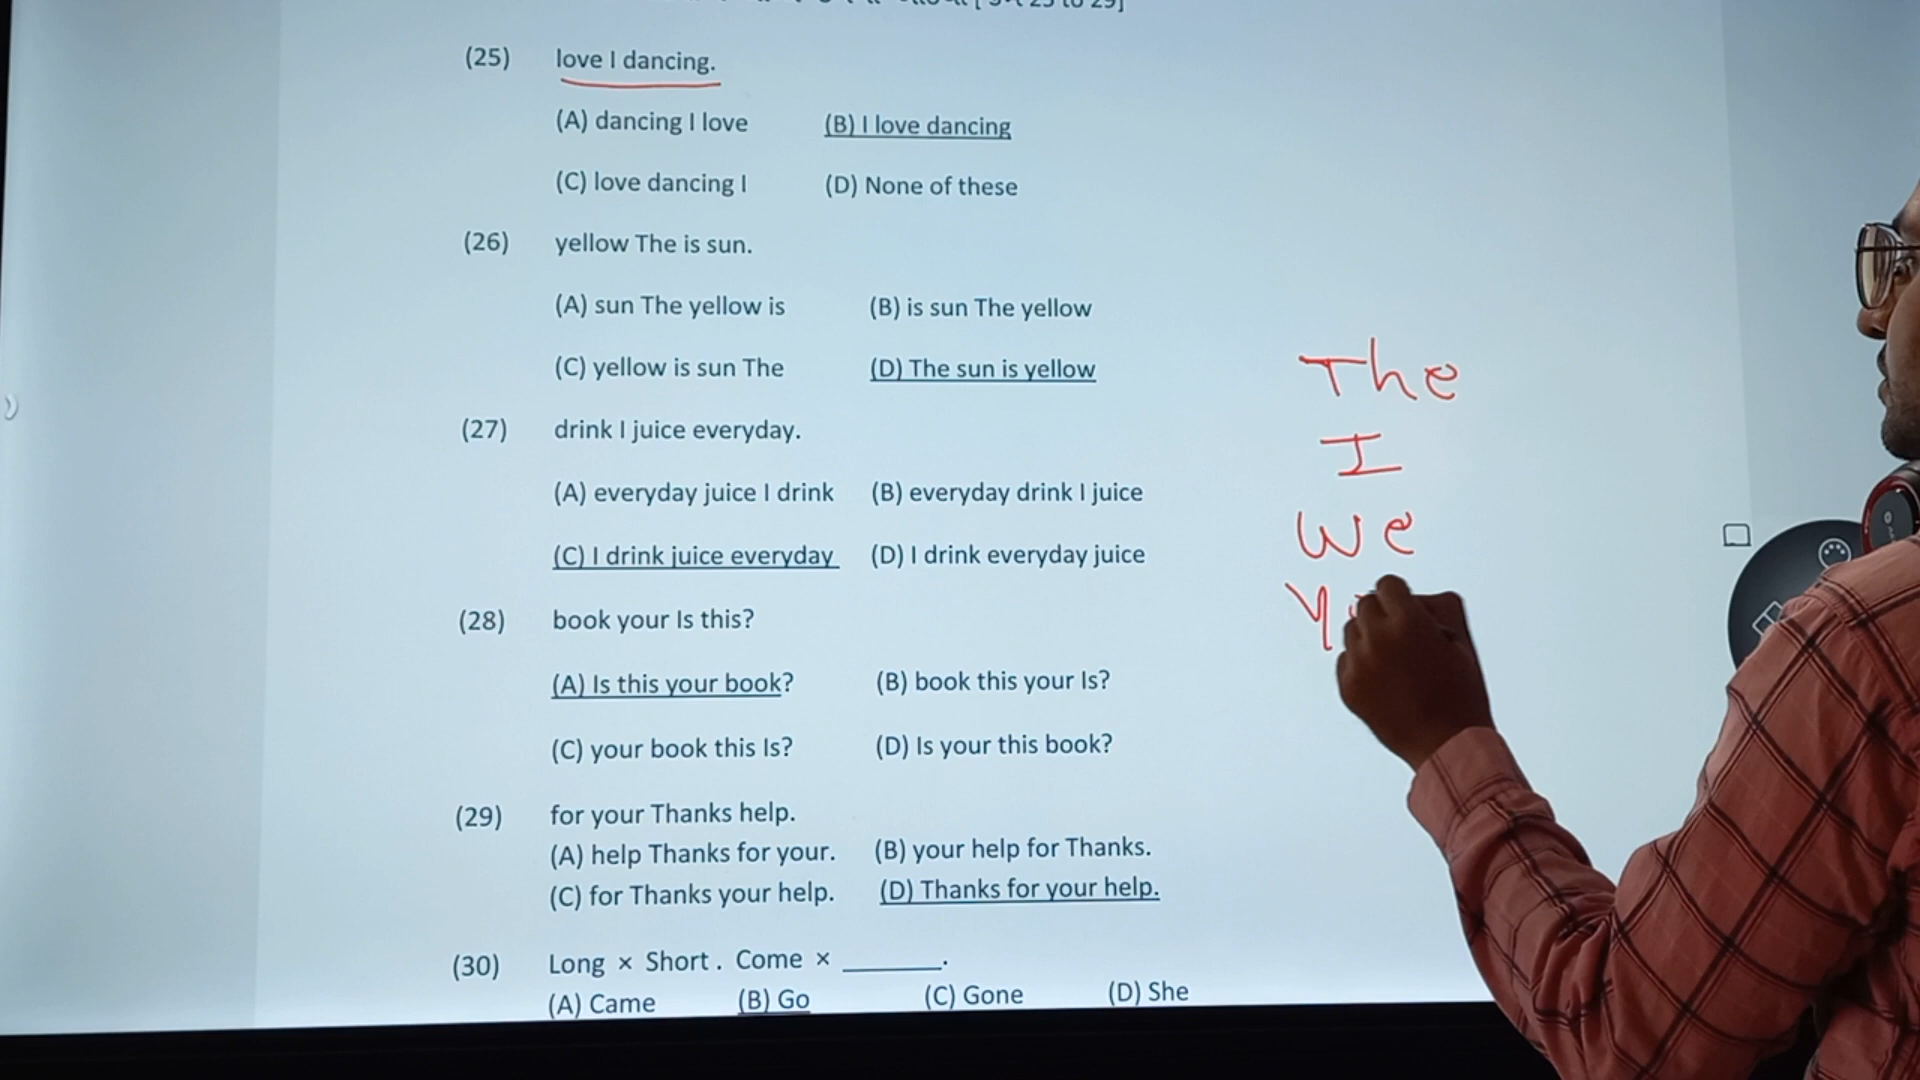 25 to 29]
(25) love I dancing.
(A) dancing I love (B) I love dancing
(C) love dancing I (D) None of these
(26) yellow The is sun.
(A) sun The yellow is (B) is sun The yellow
(C) yellow is sun The (D) The sun is yellow
(27) drink I juice everyday.
(A) everyday juice I drink (B) everyday drink I juice
(C) I drink juice everyday (D) I drink everyday juice
(28) book your Is this?
(A) Is this your book? (B) book this your Is?
(C) your book this Is? (D) Is your this book?
(29) for your Thanks help.
(A) help Thanks for your. (B) your help for Thanks.
(C) for Thanks your help. (D) Thanks for your help.
(30) Long × Short . Come × ________.
(A) Came (B) Go (C) Gone (D) She
The
I
We